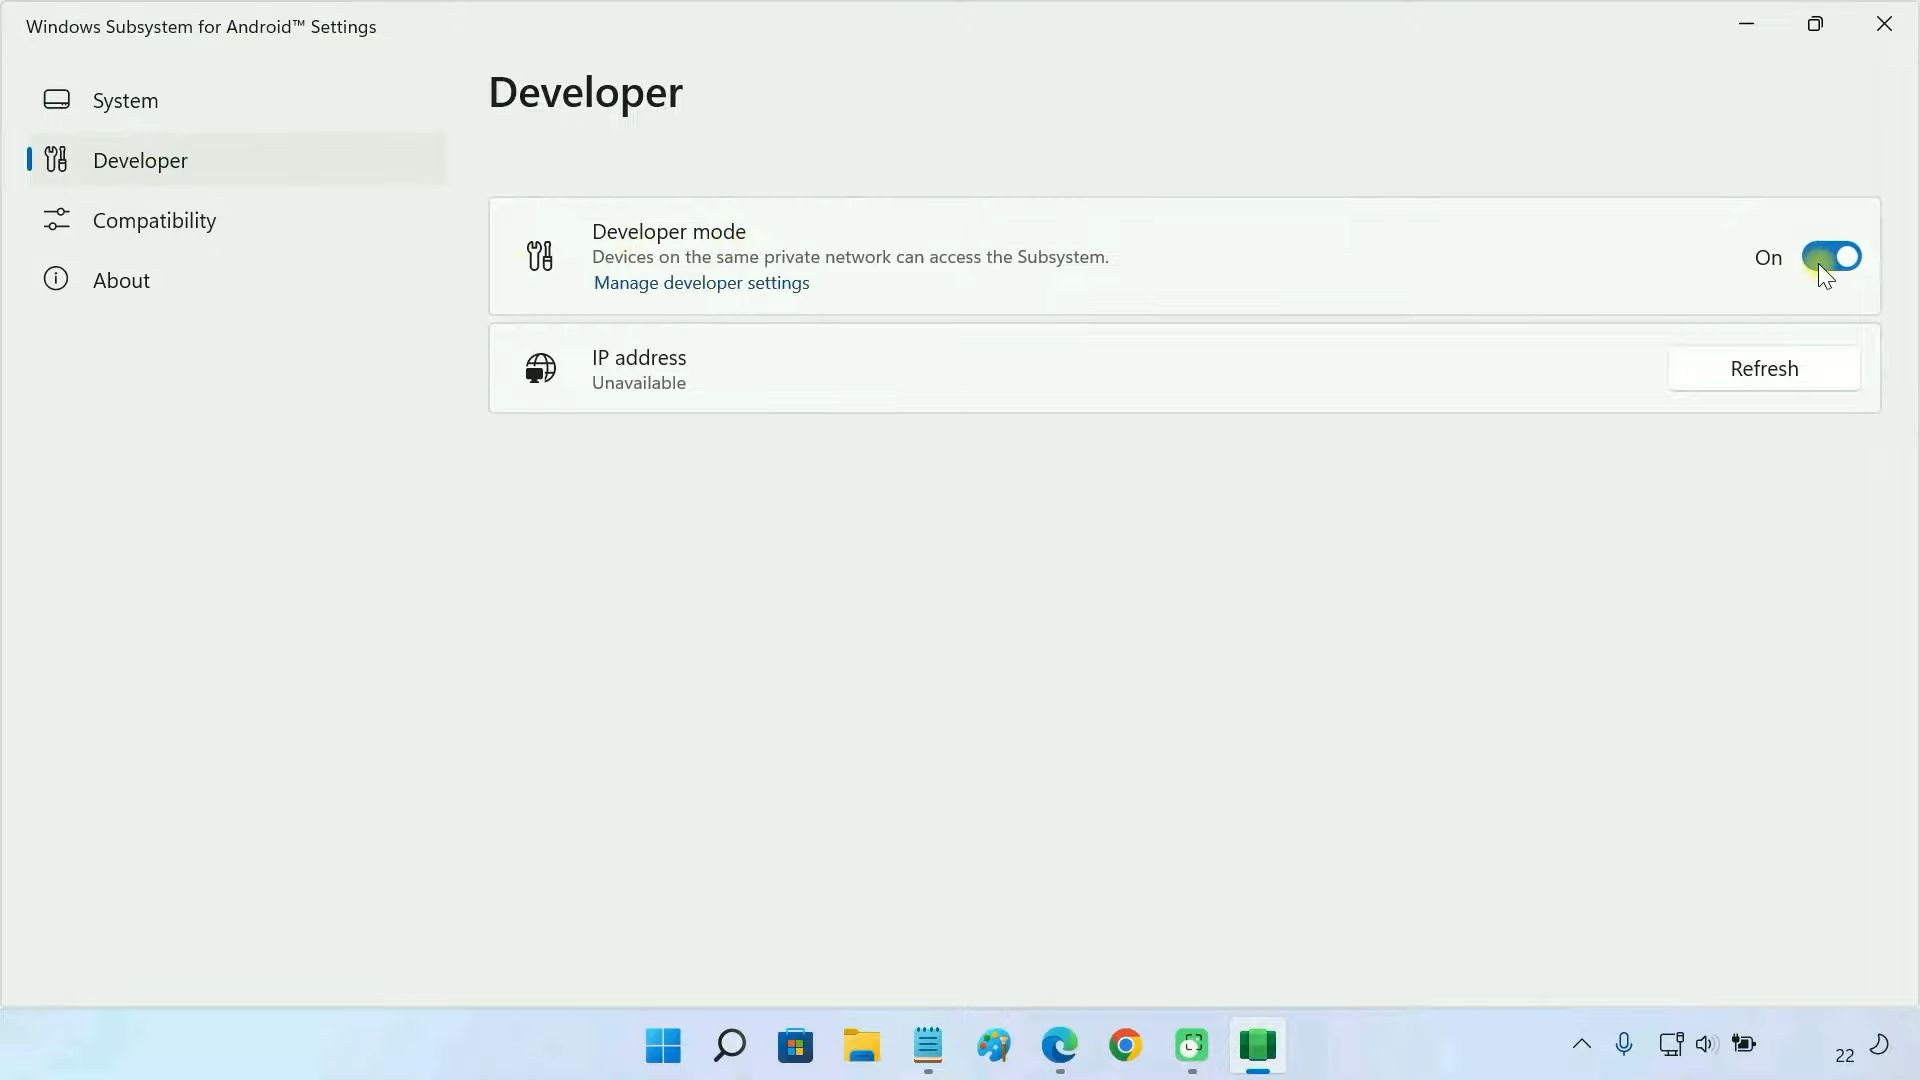 Windows Subsystem for Android™ Settings
System
Developer
Compatibility
About
Developer
Developer mode
Devices on the same private network can access the Subsystem.
Manage developer settings
On
IP address
Unavailable
Refresh
22